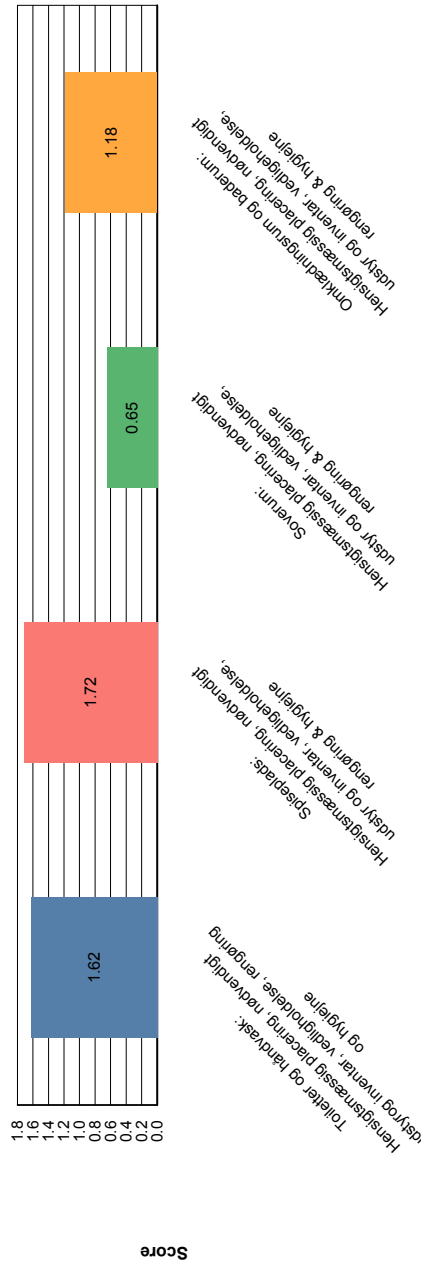 Score
1.8
1.6
1.4
1.2
1.0
0.8
0.6
0.4
0.2
0.0
1.62
1.72
0.65
1.18
Toiletter og håndvask:
Hensigtsmæssig placering, nødvendigt
udstyrog inventar, vedligholdelse, rengøring
og hygiejne
Spiseplads:
Hensigtsmæssig placering, nødvendigt
udstyr og inventar, vedligeholdelse,
rengøring & hygiejne
Soverum:
Hensigtsmæssig placering, nødvendigt
udstyr og inventar, vedligeholdelse,
rengøring & hygiejne
Omklædningsrum og baderum:
Hensigtsmæssig placering, nødvendigt
udstyr og inventar, vedligeholdelse,
rengøring & hygiejne